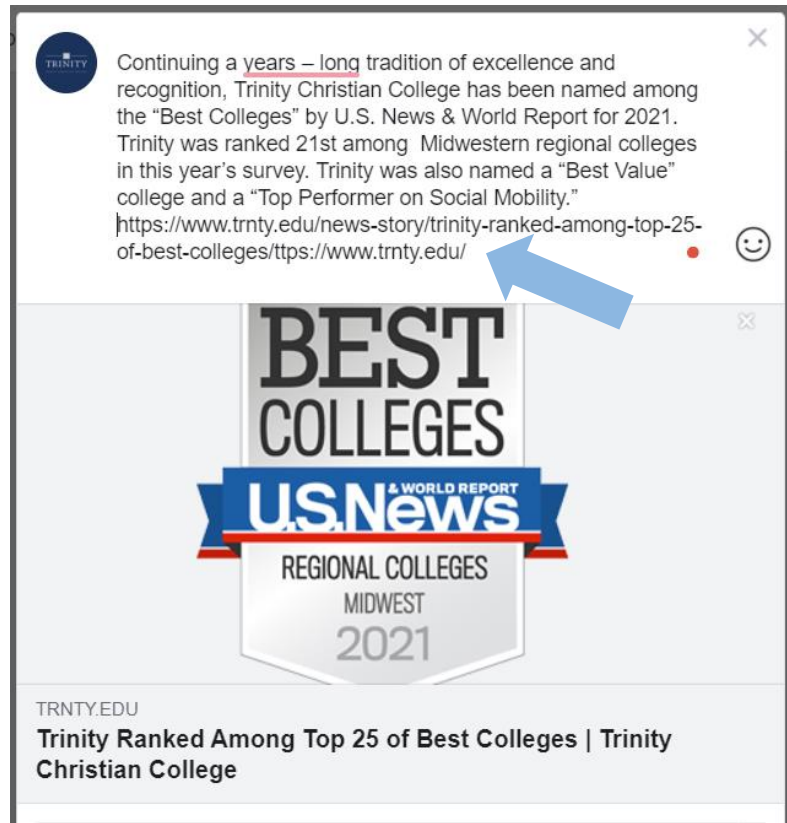 TRINITY
Continuing a years – long tradition of excellence and
recognition, Trinity Christian College has been named among
the “Best Colleges” by U.S. News & World Report for 2021.
Trinity was ranked 21st among  Midwestern regional colleges
in this year’s survey. Trinity was also named a “Best Value”
college and a “Top Performer on Social Mobility.”
https://www.trnty.edu/news-story/trinity-ranked-among-top-25-
of-best-colleges/ttps://www.trnty.edu/
BEST
COLLEGES
U.S.News
& WORLD REPORT
REGIONAL COLLEGES
MIDWEST
2021
TRNTY.EDU
Trinity Ranked Among Top 25 of Best Colleges | Trinity
Christian College